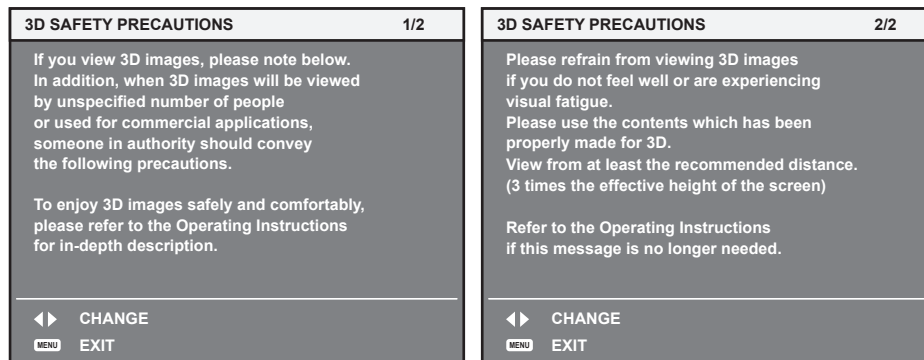 3D SAFETY PRECAUTIONS 1/2
If you view 3D images, please note below.
In addition, when 3D images will be viewed
by unspecified number of people
or used for commercial applications,
someone in authority should convey
the following precautions.
To enjoy 3D images safely and comfortably,
please refer to the Operating Instructions
for in-depth description.
CHANGE
MENU EXIT
3D SAFETY PRECAUTIONS 2/2
Please refrain from viewing 3D images
if you do not feel well or are experiencing
visual fatigue.
Please use the contents which has been
properly made for 3D.
View from at least the recommended distance.
(3 times the effective height of the screen)
Refer to the Operating Instructions
if this message is no longer needed.
CHANGE
MENU EXIT